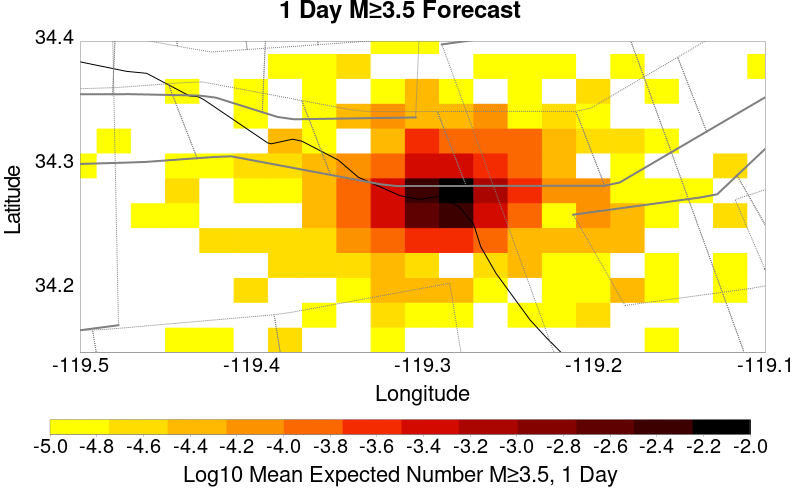 1 Day M≥3.5 Forecast
34.4
34.3
34.2
Latitude
-119.5 -119.4 -119.3 -119.2 -119.1
Longitude
-5.0 -4.8 -4.6 -4.4 -4.2 -4.0 -3.8 -3.6 -3.4 -3.2 -3.0 -2.8 -2.6 -2.4 -2.2 -2.0
Log10 Mean Expected Number M≥3.5, 1 Day